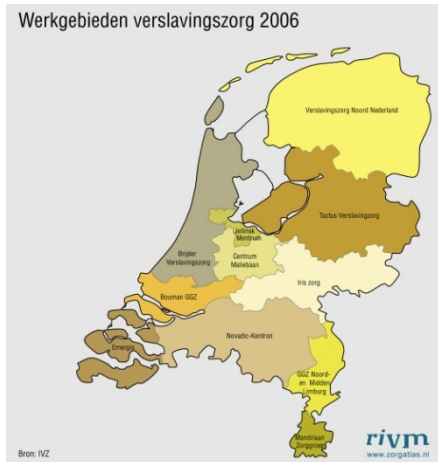 Werkgebieden verslavingszorg 2006
Verslavingszorg Noord Nederland
Tactus Verslavingzorg
Jellinek
Mentrum
Brijder
Verslavingszorg
Centrum
Maliebaan
Iris zorg
Bouman GGZ
Novadic-Kentron
Emergis
GGZ Noord-
en Midden
Limburg
Mondriaan
Zorggroep
rivm
Bron: IVZ
www.zorgatlas.nl